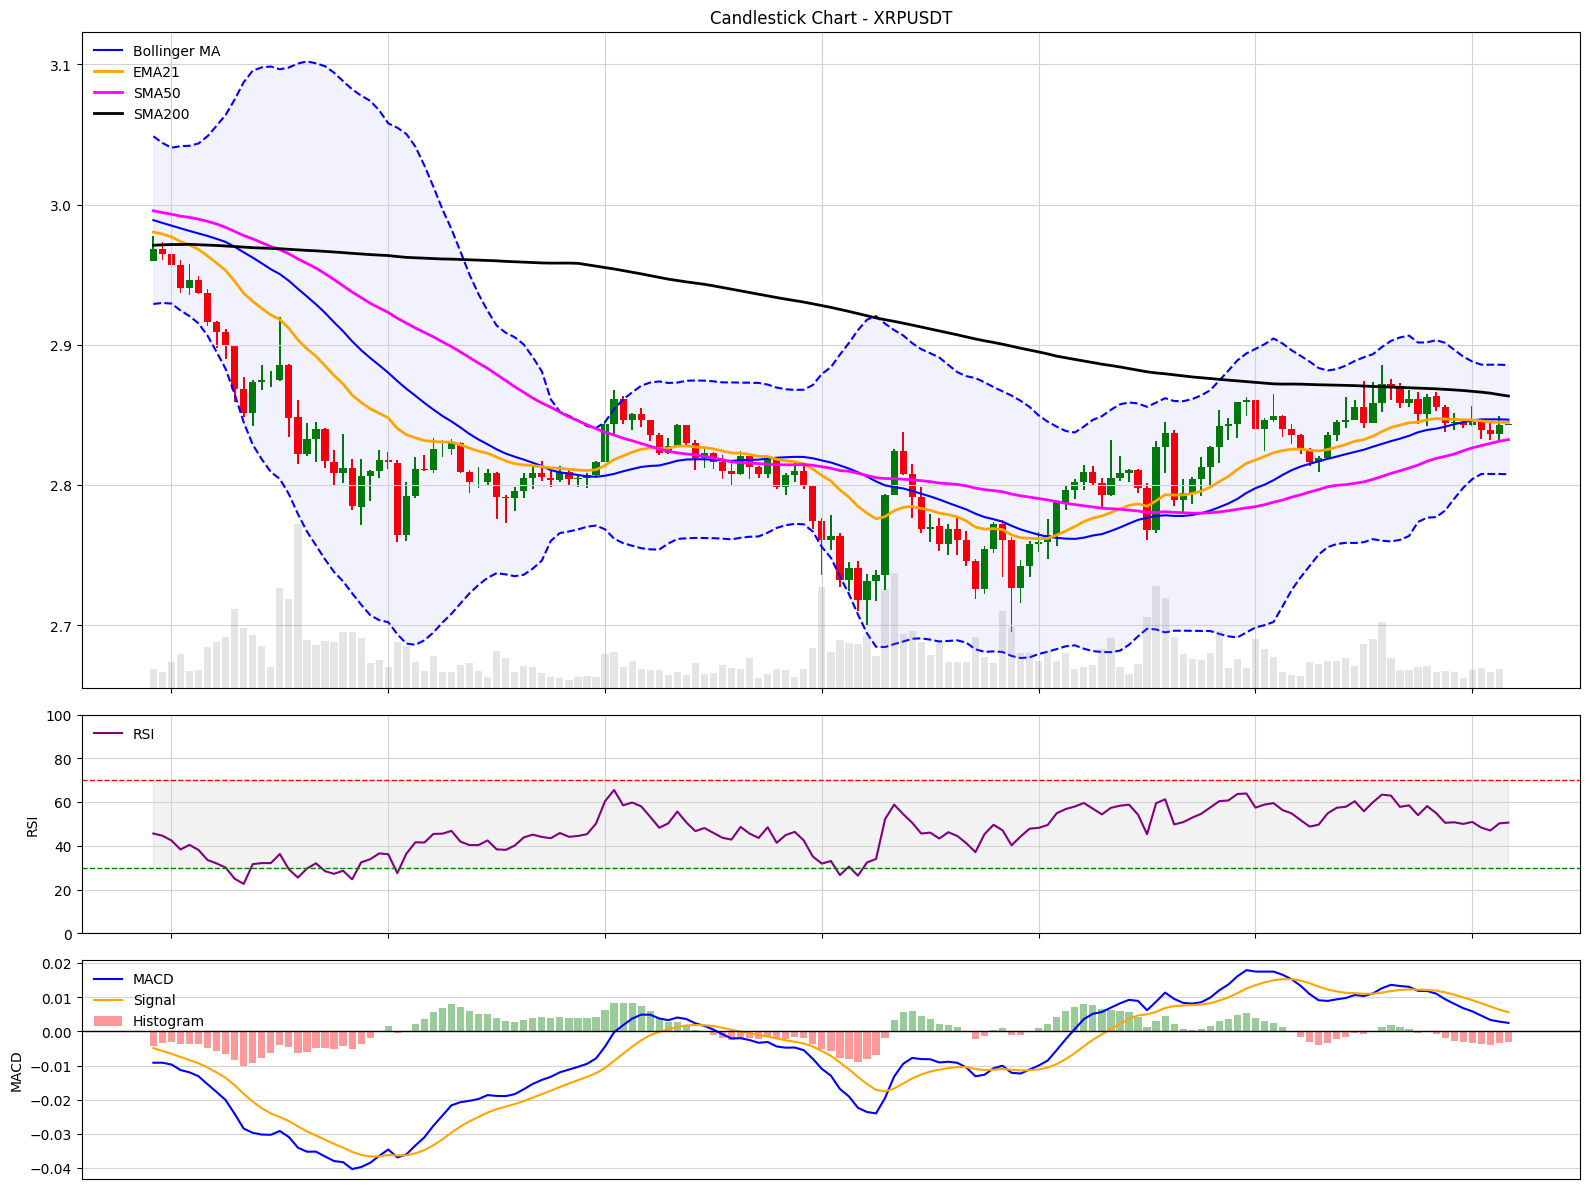 Candlestick Chart - XRPUSDT
Bollinger MA
EMA21
SMA50
SMA200
3.1
3.0
2.9
2.8
2.7
RSI
100
80
60
40
20
0
RSI
MACD
Signal
Histogram
0.02
0.01
0.00
−0.01
−0.02
−0.03
−0.04
MACD